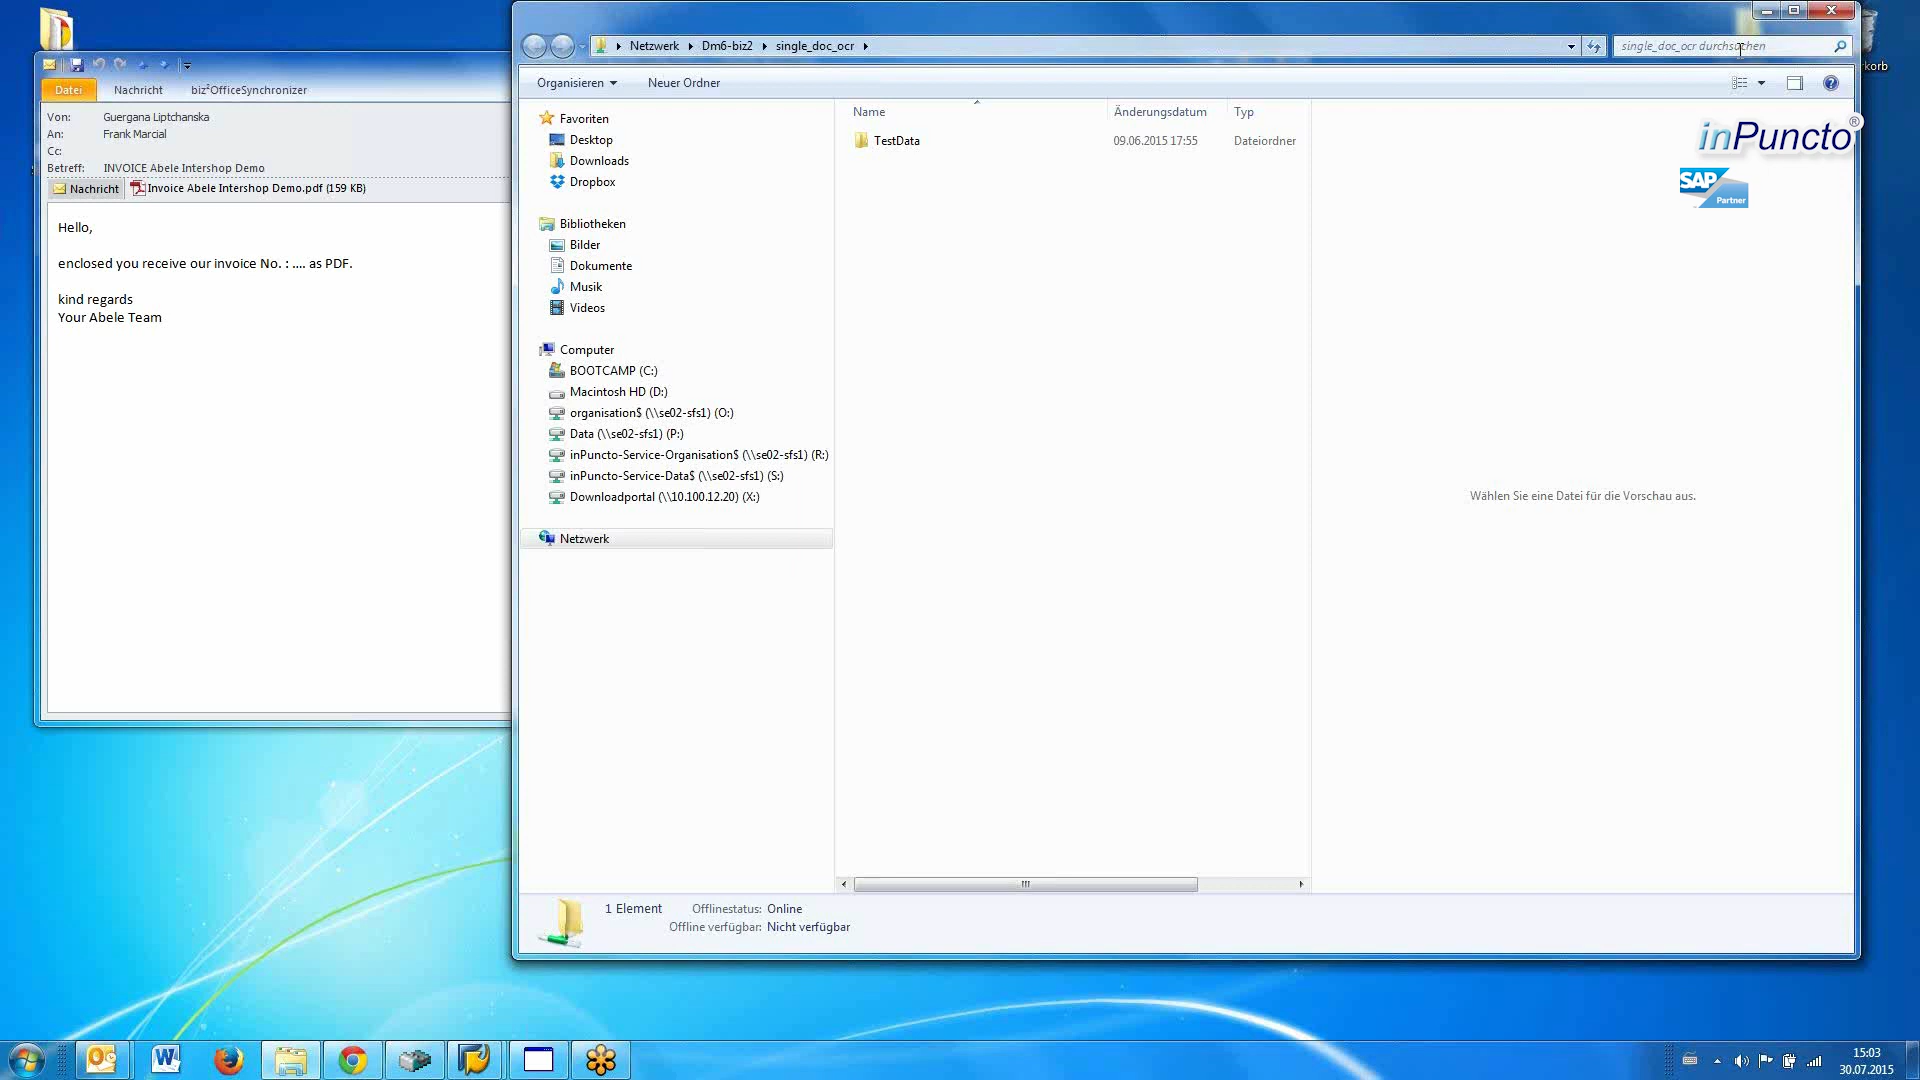 Datei
Nachricht
biz²OfficeSynchronizer
Von: Guergana Liptchanska
An: Frank Marcial
Cc:
Betreff: INVOICE Abele Intershop Demo
Nachricht
Invoice Abele Intershop Demo.pdf (159 KB)
Hello,
enclosed you receive our invoice No. : .... as PDF.
kind regards
Your Abele Team
Netzwerk
Dm6-biz2
single_doc_ocr
single_doc_ocr durchsuchen
Organisieren
Neuer Ordner
Favoriten
Desktop
Downloads
Dropbox
Bibliotheken
Bilder
Dokumente
Musik
Videos
Computer
BOOTCAMP (C:)
Macintosh HD (D:)
organisation$ (\\se02-sfs1) (O:)
Data (\\se02-sfs1) (P:)
inPuncto-Service-Organisation$ (\\se02-sfs1) (R:)
inPuncto-Service-Data$ (\\se02-sfs1) (S:)
Downloadportal (\\10.100.12.20) (X:)
Netzwerk
Name Änderungsdatum Typ
TestData 09.06.2015 17:55 Dateiordner
Wählen Sie eine Datei für die Vorschau aus.
inPuncto®
SAP Partner
korb
1 Element Offlinestatus: Online
Offline verfügbar: Nicht verfügbar
15:03
30.07.2015